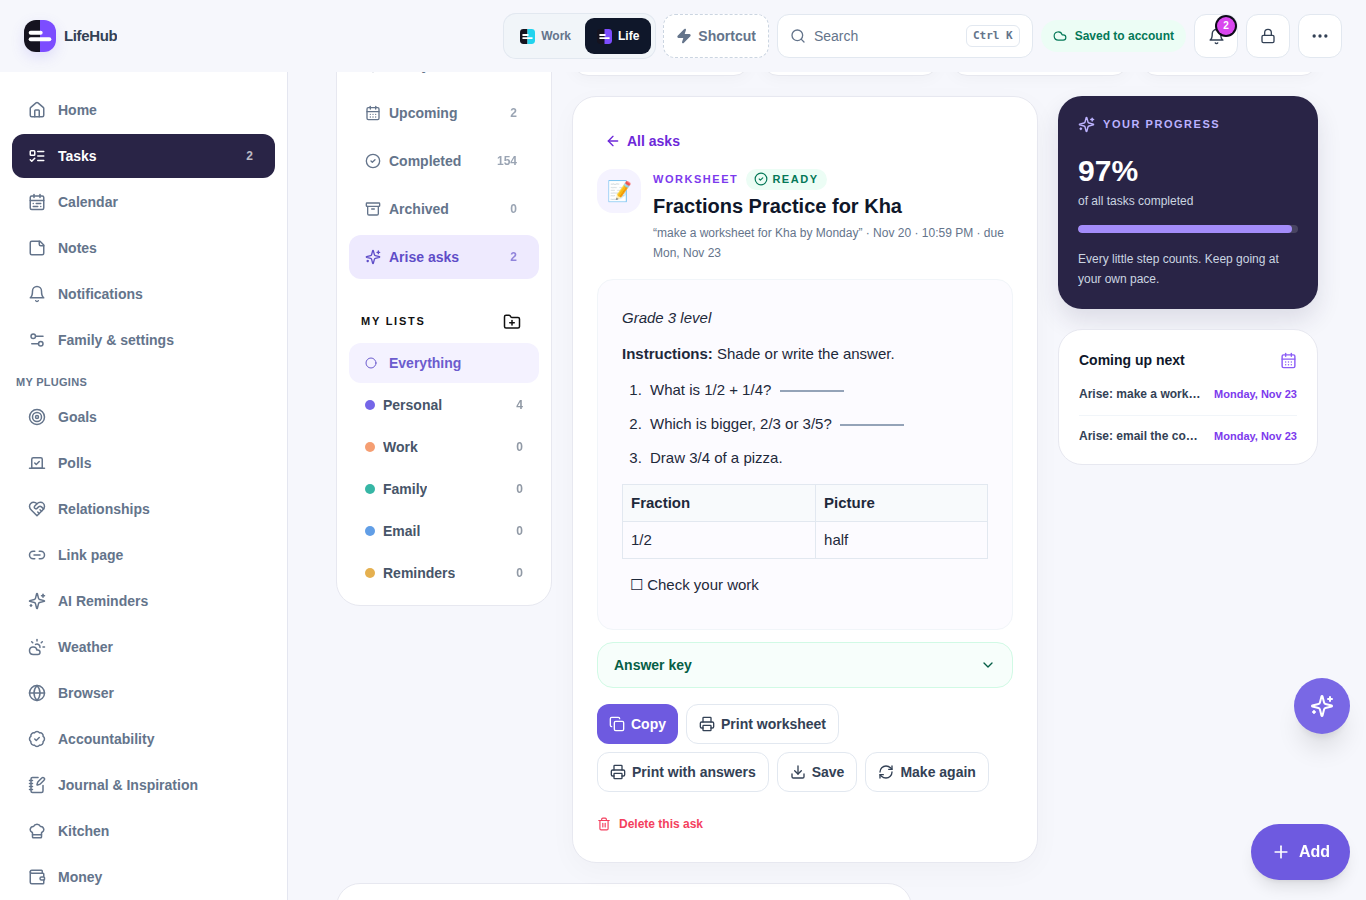 LifeHub
Work
Life
Shortcut
Search
Ctrl K
Saved to account
2
Home
Tasks 2
Calendar
Notes
Notifications
Family & settings
MY PLUGINS
Goals
Polls
Relationships
Link page
AI Reminders
Weather
Browser
Accountability
Journal & Inspiration
Kitchen
Money
Upcoming 2
Completed 154
Archived 0
Arise asks 2
MY LISTS
Everything
Personal 4
Work 0
Family 0
Email 0
Reminders 0
All asks
WORKSHEET READY
Fractions Practice for Kha
“make a worksheet for Kha by Monday” · Nov 20 · 10:59 PM · due
Mon, Nov 23
Grade 3 level
Instructions: Shade or write the answer.
1. What is 1/2 + 1/4?
2. Which is bigger, 2/3 or 3/5?
3. Draw 3/4 of a pizza.
Fraction Picture
1/2 half
☐ Check your work
Answer key
Copy
Print worksheet
Print with answers
Save
Make again
Delete this ask
YOUR PROGRESS
97%
of all tasks completed
Every little step counts. Keep going at
your own pace.
Coming up next
Arise: make a work… Monday, Nov 23
Arise: email the co… Monday, Nov 23
Add